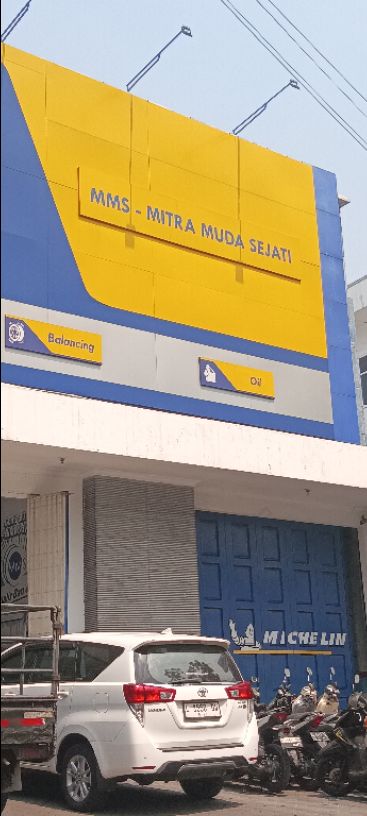 MMS - MITRA MUDA SEJATI
Balancing
Oil
MICHELIN